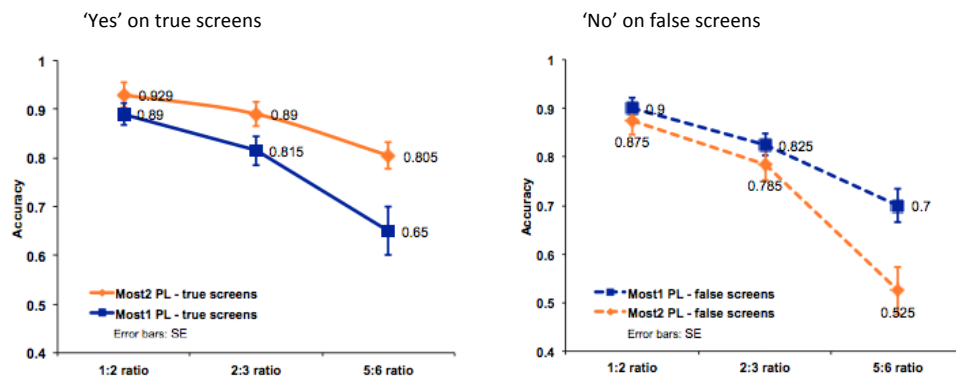 ‘Yes’ on true screens
1
0.9
0.8
0.7
0.6
0.5
0.4
Accuracy
0.929
0.89
0.89
0.815
0.805
0.65
Most2 PL - true screens
Most1 PL - true screens
Error bars: SE
1:2 ratio 2:3 ratio 5:6 ratio
‘No’ on false screens
1
0.9
0.8
0.7
0.6
0.5
0.4
Accuracy
0.9
0.875
0.825
0.785
0.7
0.525
Most1 PL - false screens
Most2 PL - false screens
Error bars: SE
1:2 ratio 2:3 ratio 5:6 ratio